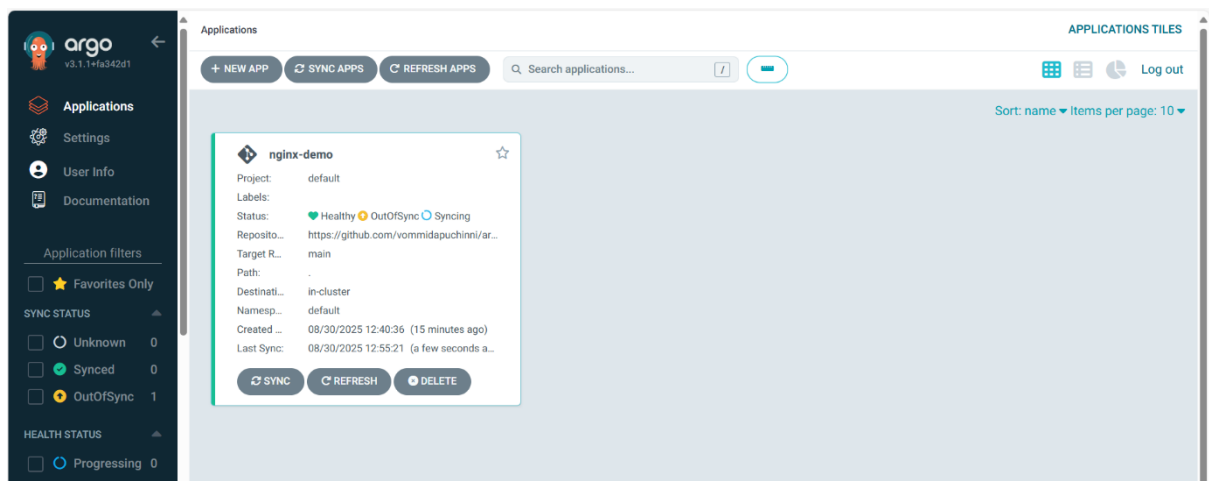 argo
v3.1.1+fa342d1
Applications
Settings
User Info
Documentation
Application filters
Favorites Only
SYNC STATUS
Unknown 0
Synced 0
OutOfSync 1
HEALTH STATUS
Progressing 0
Applications
APPLICATIONS TILES
+ NEW APP SYNC APPS REFRESH APPS Search applications... / Log out
Sort: name Items per page: 10
nginx-demo
Project: default
Labels:
Status: Healthy OutOfSync Syncing
Reposito... https://github.com/vommidapuchinni/ar...
Target R... main
Path: .
Destinati... in-cluster
Namesp... default
Created ... 08/30/2025 12:40:36 (15 minutes ago)
Last Sync: 08/30/2025 12:55:21 (a few seconds a...
SYNC REFRESH DELETE